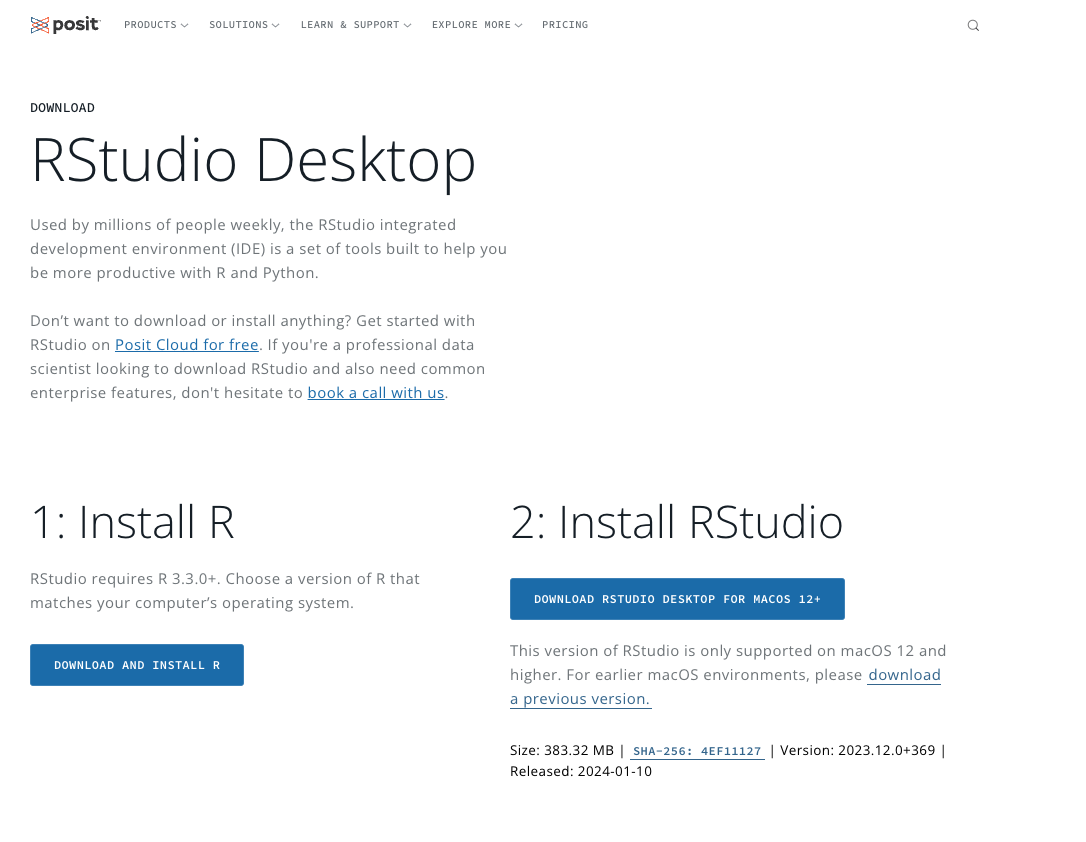 posit
PRODUCTS SOLUTIONS LEARN & SUPPORT EXPLORE MORE PRICING
DOWNLOAD
RStudio Desktop
Used by millions of people weekly, the RStudio integrated
development environment (IDE) is a set of tools built to help you
be more productive with R and Python.
Don’t want to download or install anything? Get started with
RStudio on Posit Cloud for free. If you're a professional data
scientist looking to download RStudio and also need common
enterprise features, don't hesitate to book a call with us.
1: Install R
RStudio requires R 3.3.0+. Choose a version of R that
matches your computer’s operating system.
DOWNLOAD AND INSTALL R
2: Install RStudio
DOWNLOAD RSTUDIO DESKTOP FOR MACOS 12+
This version of RStudio is only supported on macOS 12 and
higher. For earlier macOS environments, please download
a previous version.
Size: 383.32 MB | SHA-256: 4EF11127 | Version: 2023.12.0+369 |
Released: 2024-01-10